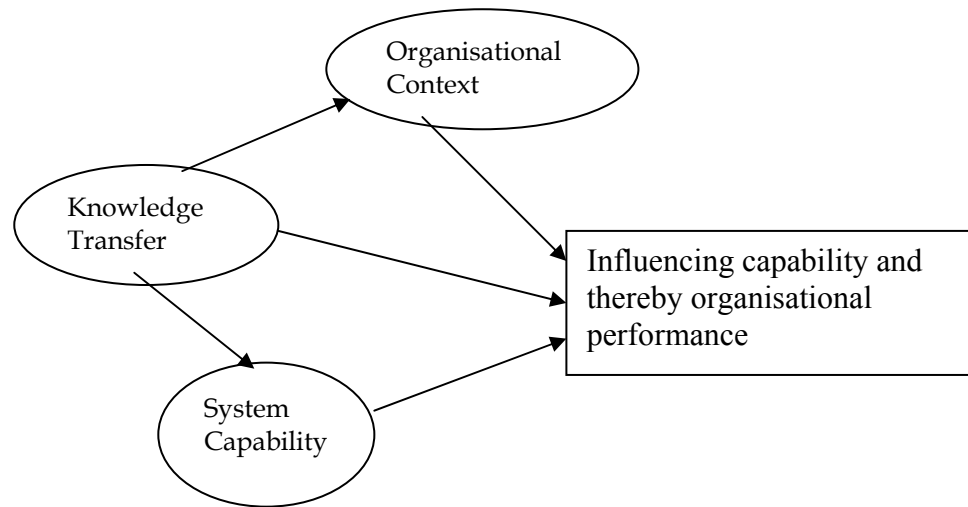 Organisational
Context
Knowledge
Transfer
Influencing capability and
thereby organisational
performance
System
Capability